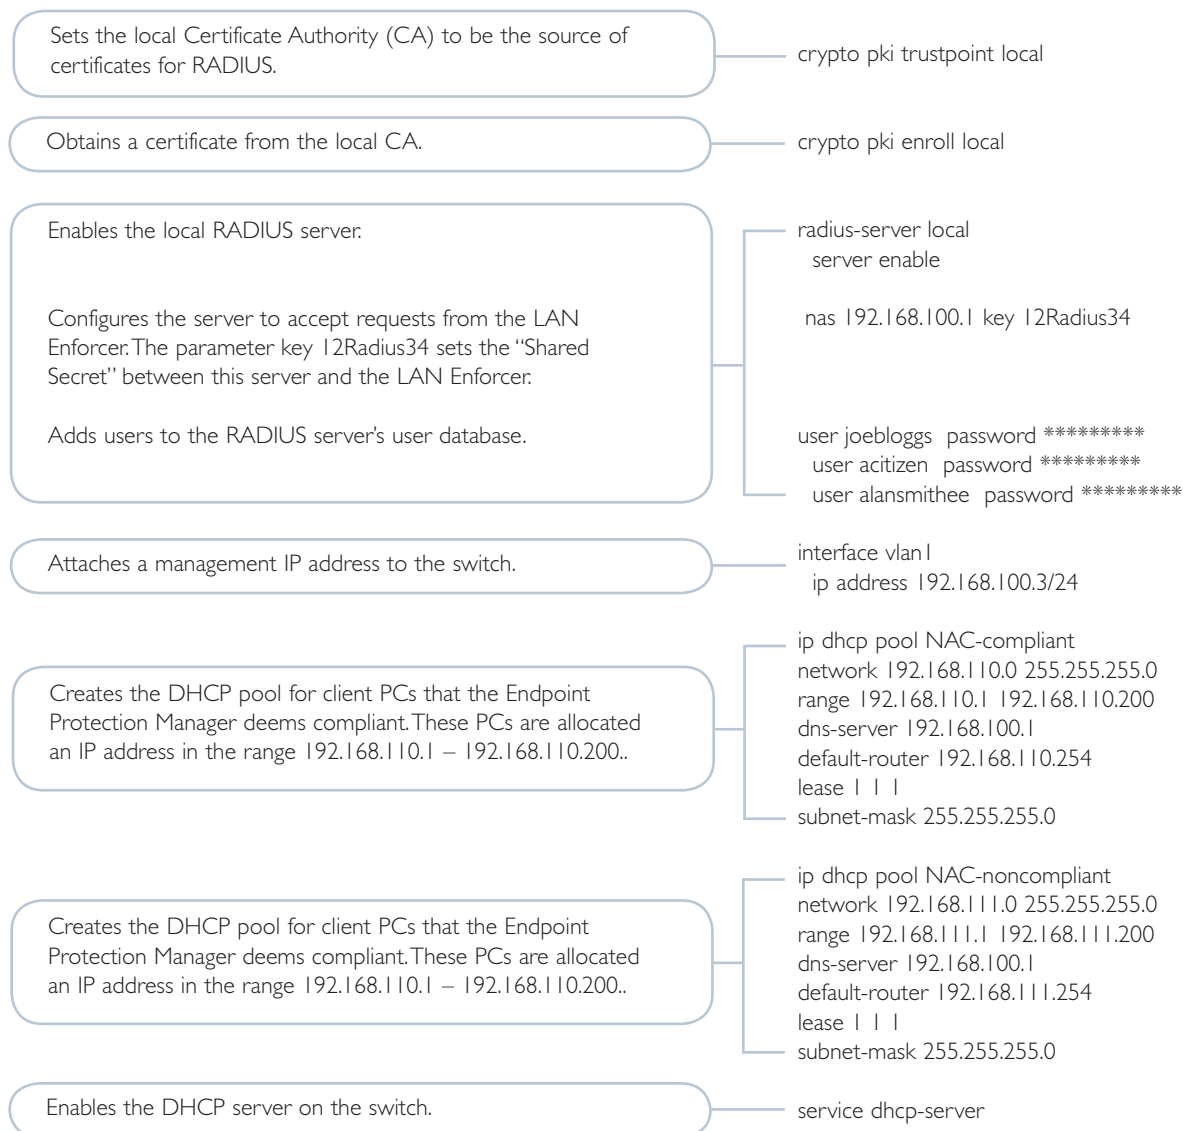 Sets the local Certificate Authority (CA) to be the source of
certificates for RADIUS.
crypto pki trustpoint local
Obtains a certificate from the local CA.
crypto pki enroll local
Enables the local RADIUS server.
radius-server local
server enable
Configures the server to accept requests from the LAN
Enforcer. The parameter key 12Radius34 sets the “Shared
Secret” between this server and the LAN Enforcer.
nas 192.168.100.1 key 12Radius34
Adds users to the RADIUS server’s user database.
user joebloggs password *********
user acitizen password *********
user alansmithee password *********
Attaches a management IP address to the switch.
interface vlan1
ip address 192.168.100.3/24
Creates the DHCP pool for client PCs that the Endpoint
Protection Manager deems compliant. These PCs are allocated
an IP address in the range 192.168.110.1 – 192.168.110.200..
ip dhcp pool NAC-compliant
network 192.168.110.0 255.255.255.0
range 192.168.110.1 192.168.110.200
dns-server 192.168.100.1
default-router 192.168.110.254
lease 1 1 1
subnet-mask 255.255.255.0
Creates the DHCP pool for client PCs that the Endpoint
Protection Manager deems compliant. These PCs are allocated
an IP address in the range 192.168.110.1 – 192.168.110.200..
ip dhcp pool NAC-noncompliant
network 192.168.111.0 255.255.255.0
range 192.168.111.1 192.168.111.200
dns-server 192.168.100.1
default-router 192.168.111.254
lease 1 1 1
subnet-mask 255.255.255.0
Enables the DHCP server on the switch.
service dhcp-server